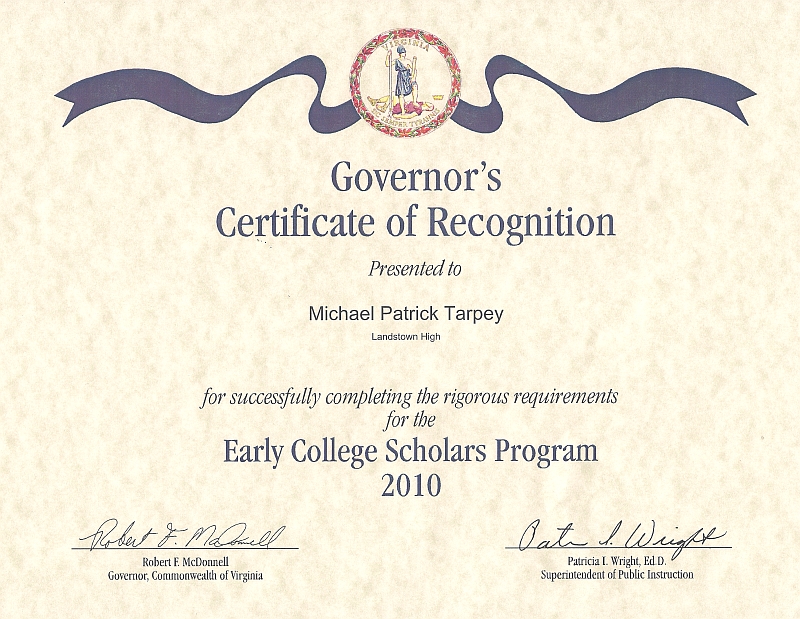 VIRGINIA
SIC SEMPER TYRANNIS
Governor's
Certificate of Recognition
Presented to
Michael Patrick Tarpey
Landstown High
for successfully completing the rigorous requirements
for the
Early College Scholars Program
2010
Robert F. McDonnell
Patricia I. Wright
Robert F. McDonnell
Governor, Commonwealth of Virginia
Patricia I. Wright, Ed.D.
Superintendent of Public Instruction